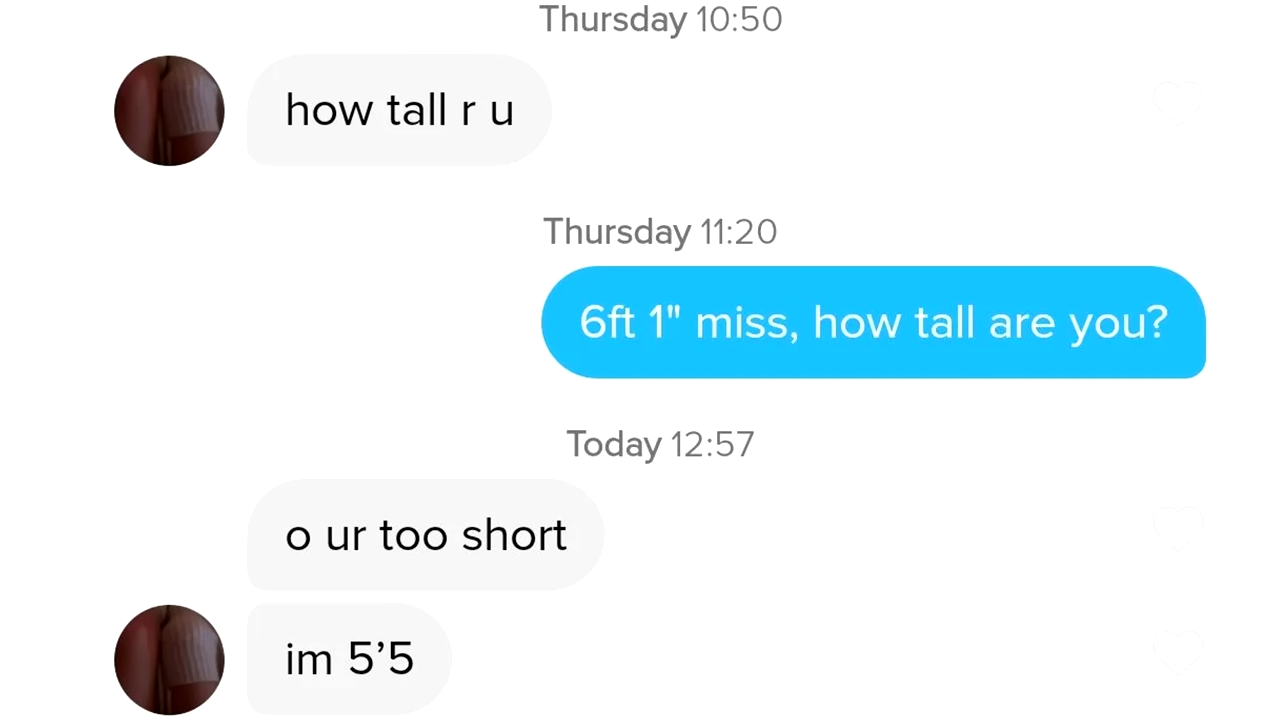 Thursday 10:50
how tall r u
Thursday 11:20
6ft 1" miss, how tall are you?
Today 12:57
o ur too short
im 5’5